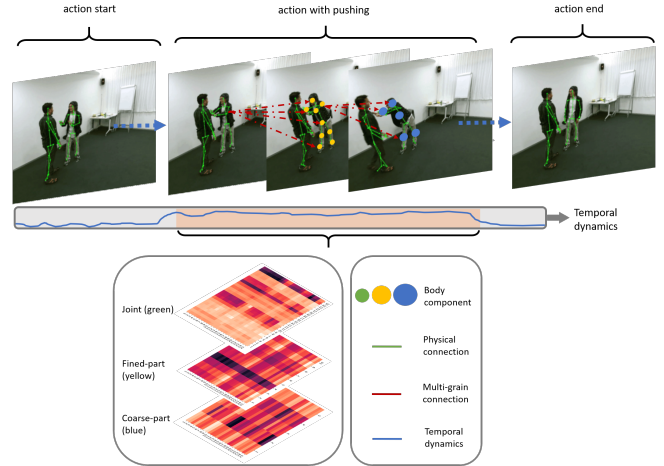 action start
action with pushing
action end
Temporal
dynamics
Joint (green)
Fined-part
(yellow)
Coarse-part
(blue)
Body
component
Physical
connection
Multi-grain
connection
Temporal
dynamics